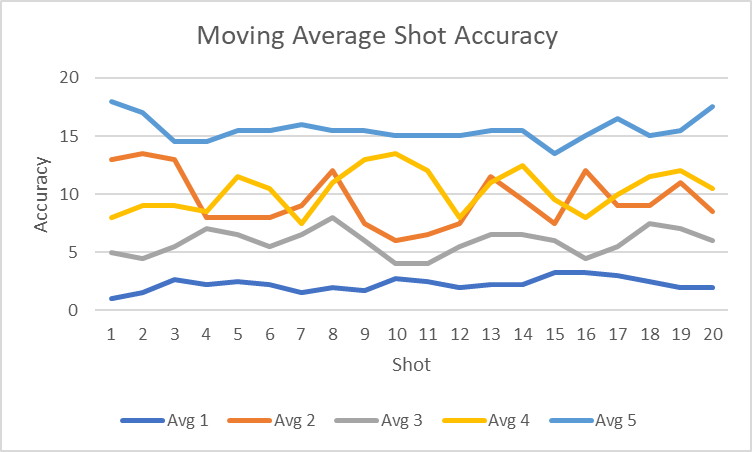 Moving Average Shot Accuracy
20
15
10
5
0
Accuracy
1 2 3 4 5 6 7 8 9 10 11 12 13 14 15 16 17 18 19 20
Shot
Avg 1 Avg 2 Avg 3 Avg 4 Avg 5